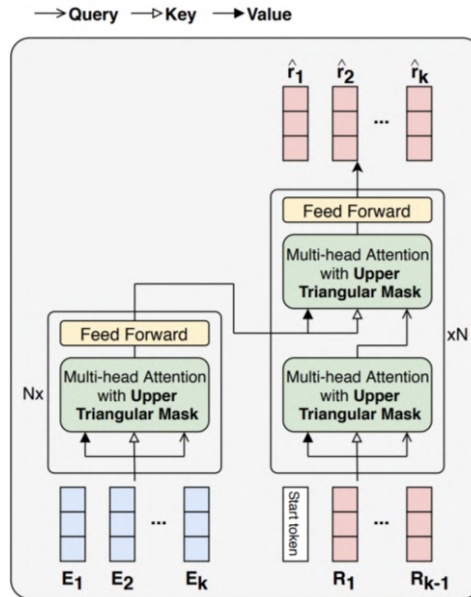 Query Key Value
r̂1 r̂2 ... r̂k
Feed Forward
Multi-head Attention
with Upper
Triangular Mask
xN
Multi-head Attention
with Upper
Triangular Mask
Feed Forward
Multi-head Attention
with Upper
Triangular Mask
Nx
E1 E2 ... Ek
Start token
R1 ... Rk-1